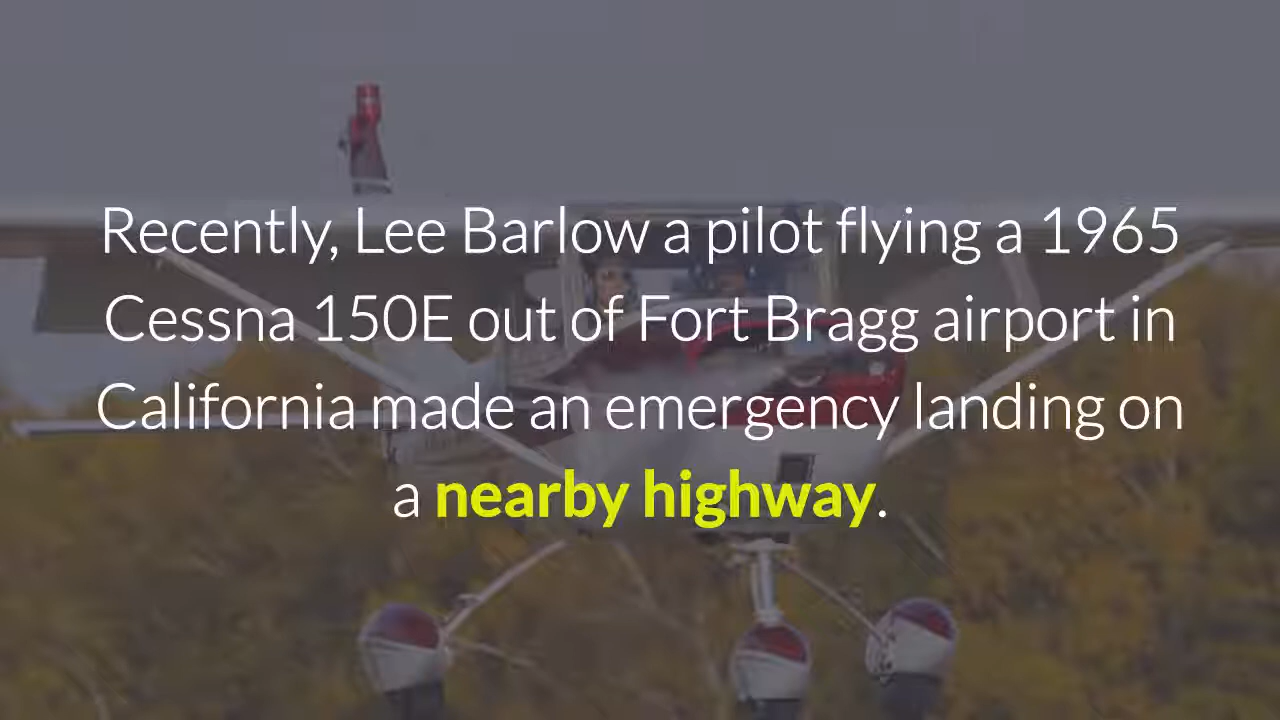 Recently, Lee Barlow a pilot flying a 1965
Cessna 150E out of Fort Bragg airport in
California made an emergency landing on
a nearby highway.